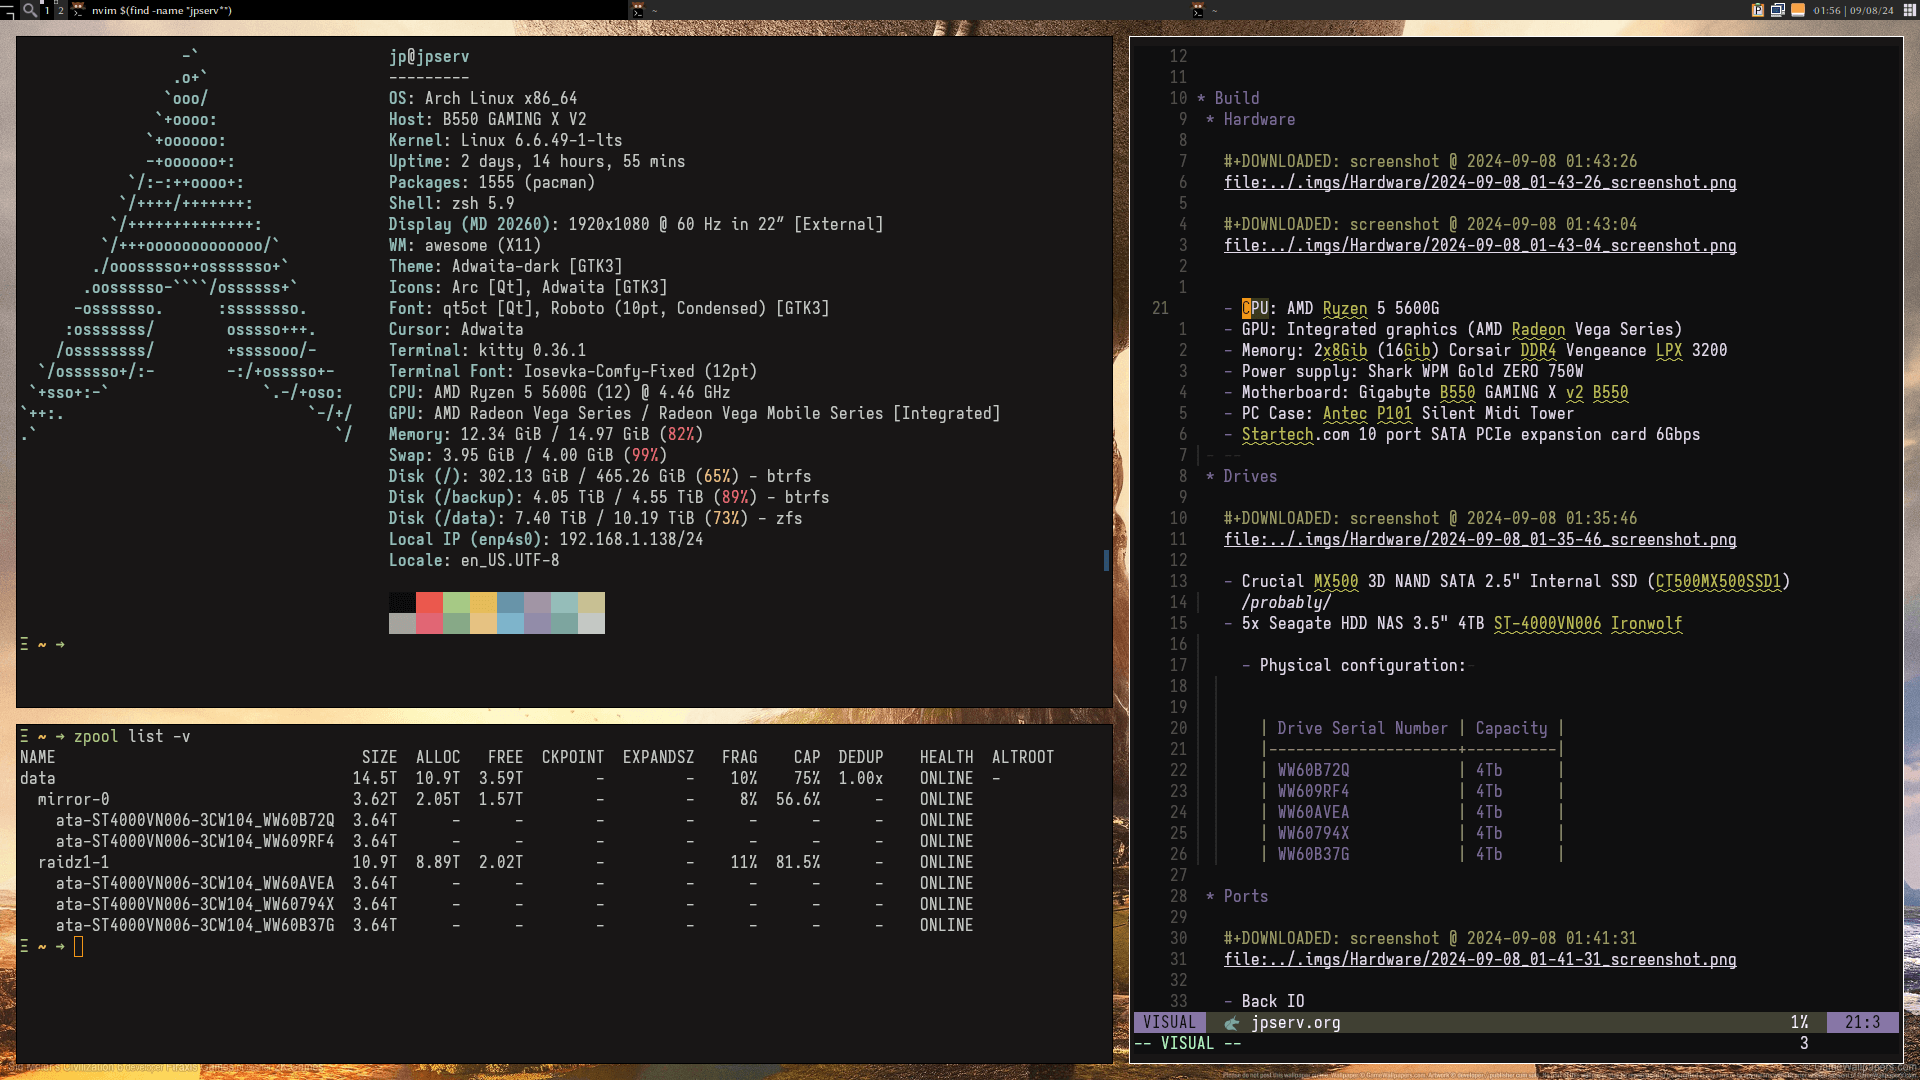 1 2 nvim $(find -name "jpserv*") ~ ~ 01:56 | 09/08/24
jp@jpserv
---------
OS: Arch Linux x86_64
Host: B550 GAMING X V2
Kernel: Linux 6.6.49-1-lts
Uptime: 2 days, 14 hours, 55 mins
Packages: 1555 (pacman)
Shell: zsh 5.9
Display (MD 20260): 1920x1080 @ 60 Hz in 22″ [External]
WM: awesome (X11)
Theme: Adwaita-dark [GTK3]
Icons: Arc [Qt], Adwaita [GTK3]
Font: qt5ct [Qt], Roboto (10pt, Condensed) [GTK3]
Cursor: Adwaita
Terminal: kitty 0.36.1
Terminal Font: Iosevka-Comfy-Fixed (12pt)
CPU: AMD Ryzen 5 5600G (12) @ 4.46 GHz
GPU: AMD Radeon Vega Series / Radeon Vega Mobile Series [Integrated]
Memory: 12.34 GiB / 14.97 GiB (82%)
Swap: 3.95 GiB / 4.00 GiB (99%)
Disk (/): 302.13 GiB / 465.26 GiB (65%) - btrfs
Disk (/backup): 4.05 TiB / 4.55 TiB (89%) - btrfs
Disk (/data): 7.40 TiB / 10.19 TiB (73%) - zfs
Local IP (enp4s0): 192.168.1.138/24
Locale: en_US.UTF-8
Ξ ~ →
Ξ ~ → zpool list -v
NAME SIZE ALLOC FREE CKPOINT EXPANDSZ FRAG CAP DEDUP HEALTH ALTROOT
data 14.5T 10.9T 3.59T - - 10% 75% 1.00x ONLINE -
mirror-0 3.62T 2.05T 1.57T - - 8% 56.6% - ONLINE
ata-ST4000VN006-3CW104_WW60B72Q 3.64T - - - - - - - ONLINE
ata-ST4000VN006-3CW104_WW609RF4 3.64T - - - - - - - ONLINE
raidz1-1 10.9T 8.89T 2.02T - - 11% 81.5% - ONLINE
ata-ST4000VN006-3CW104_WW60AVEA 3.64T - - - - - - - ONLINE
ata-ST4000VN006-3CW104_WW60794X 3.64T - - - - - - - ONLINE
ata-ST4000VN006-3CW104_WW60B37G 3.64T - - - - - - - ONLINE
Ξ ~ →
12
11
10 * Build
9 * Hardware
8
7 #+DOWNLOADED: screenshot @ 2024-09-08 01:43:26
6 file:../.imgs/Hardware/2024-09-08_01-43-26_screenshot.png
5
4 #+DOWNLOADED: screenshot @ 2024-09-08 01:43:04
3 file:../.imgs/Hardware/2024-09-08_01-43-04_screenshot.png
2
1
21 - CPU: AMD Ryzen 5 5600G
1 - GPU: Integrated graphics (AMD Radeon Vega Series)
2 - Memory: 2x8Gib (16Gib) Corsair DDR4 Vengeance LPX 3200
3 - Power supply: Shark WPM Gold ZERO 750W
4 - Motherboard: Gigabyte B550 GAMING X v2 B550
5 - PC Case: Antec P101 Silent Midi Tower
6 - Startech.com 10 port SATA PCIe expansion card 6Gbps
7
8 * Drives
9
10 #+DOWNLOADED: screenshot @ 2024-09-08 01:35:46
11 file:../.imgs/Hardware/2024-09-08_01-35-46_screenshot.png
12
13 - Crucial MX500 3D NAND SATA 2.5" Internal SSD (CT500MX500SSD1)
14 /probably/
15 - 5x Seagate HDD NAS 3.5" 4TB ST-4000VN006 Ironwolf
16
17 - Physical configuration:
18
19
20 | Drive Serial Number | Capacity |
21 |---------------------+----------|
22 | WW60B72Q | 4Tb |
23 | WW609RF4 | 4Tb |
24 | WW60AVEA | 4Tb |
25 | WW60794X | 4Tb |
26 | WW60B37G | 4Tb |
27
28 * Ports
29
30 #+DOWNLOADED: screenshot @ 2024-09-08 01:41:31
31 file:../.imgs/Hardware/2024-09-08_01-41-31_screenshot.png
32
33 - Back IO
VISUAL jpserv.org 1% 21:3
-- VISUAL -- 3